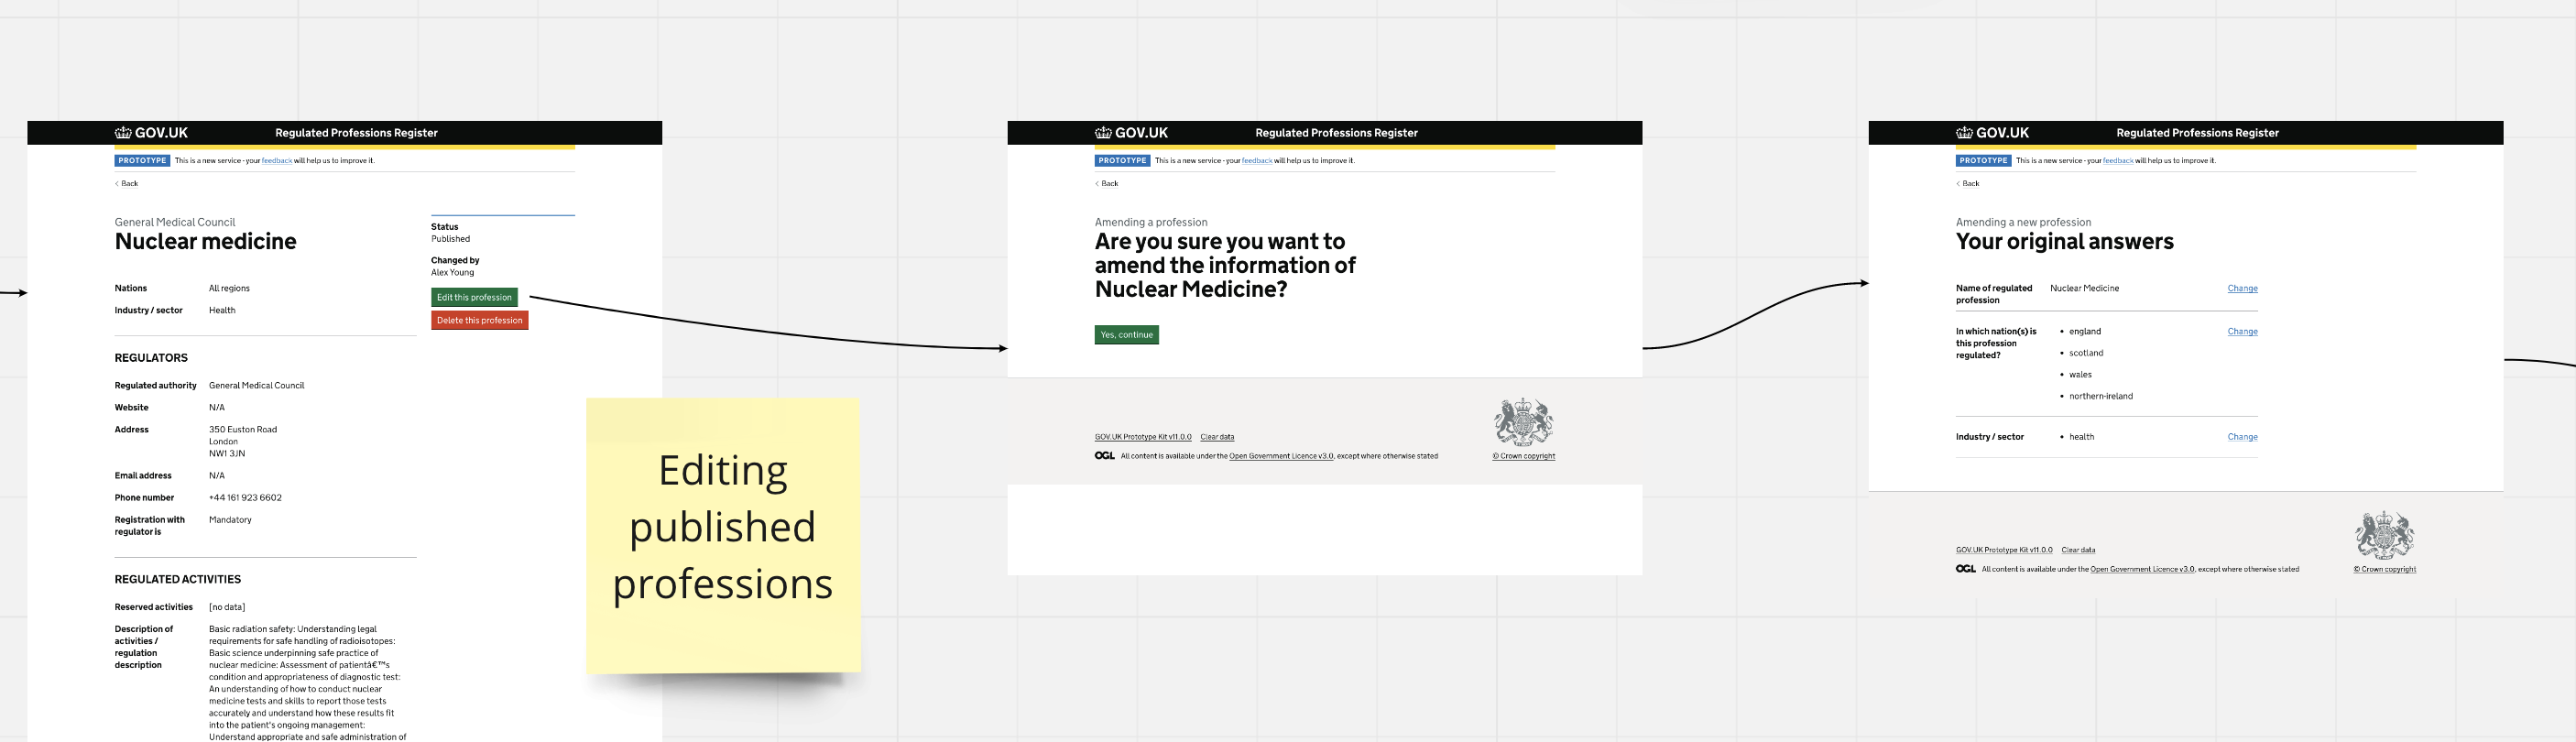 GOV.UK Regulated Professions Register
PROTOTYPE This is a new service - your feedback will help us to improve it.
< Back
General Medical Council
Nuclear medicine
Nations All regions
Industry / sector Health
Status
Published
Changed by
Alex Young
Edit this profession
Delete this profession
REGULATORS
Regulated authority General Medical Council
Website N/A
Address 350 Euston Road
London
NW1 3JN
Email address N/A
Phone number +44 161 923 6602
Registration with Mandatory
regulator is
REGULATED ACTIVITIES
Reserved activities [no data]
Description of Basic radiation safety: Understanding legal
activities / requirements for safe handling of radioisotopes:
regulation Basic science underpinning safe practice of
description nuclear medicine: Assessment of patientâ€™s
condition and appropriateness of diagnostic test:
An understanding of how to conduct nuclear
medicine tests and skills to report those tests
accurately and understand how these results fit
into the patient's ongoing management:
Understand appropriate and safe administration of
Editing
published
professions
GOV.UK Regulated Professions Register
PROTOTYPE This is a new service - your feedback will help us to improve it.
< Back
Amending a profession
Are you sure you want to
amend the information of
Nuclear Medicine?
Yes, continue
GOV.UK Prototype Kit v11.0.0 Clear data
OGL All content is available under the Open Government Licence v3.0, except where otherwise stated
© Crown copyright
GOV.UK Regulated Professions Register
PROTOTYPE This is a new service - your feedback will help us to improve it.
< Back
Amending a new profession
Your original answers
Name of regulated Nuclear Medicine Change
profession
In which nation(s) is • england Change
this profession • scotland
regulated? • wales
• northern-ireland
Industry / sector • health Change
GOV.UK Prototype Kit v11.0.0 Clear data
OGL All content is available under the Open Government Licence v3.0, except where otherwise stated
© Crown copyright